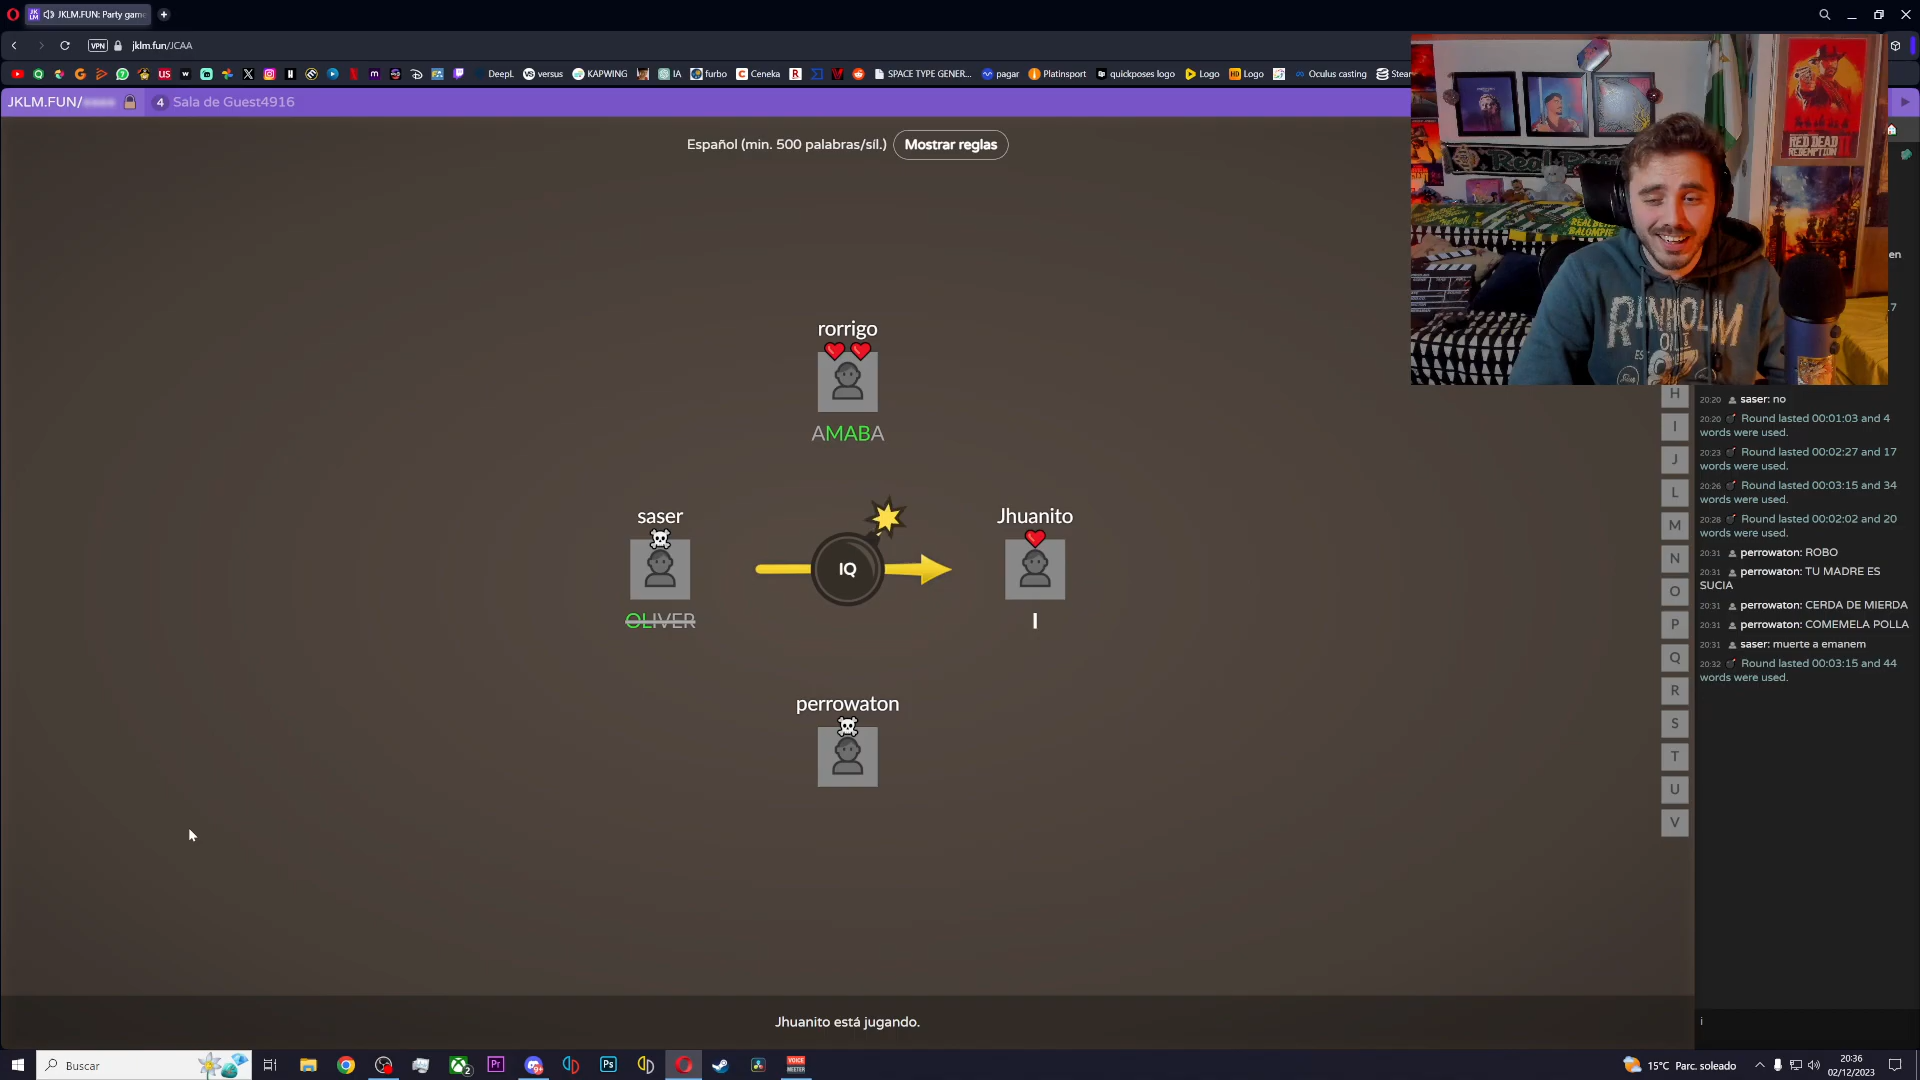 JKLM.FUN: Party gam
VPN
jklm.fun/JCAA
DeepL
versus
KAPWING
IA
furbo
Ceneka
SPACE TYPE GENER...
pagar
Platinsport
quickposes logo
Logo
Logo
Oculus casting
Stear
JKLM.FUN/
4 Sala de Guest4916
Español (min. 500 palabras/síl.)
Mostrar reglas
RED DEAD
REDEMPTION II
en
7
rorrigo
AMABA
saser
OLIVER
IQ
Jhuanito
I
perrowaton
Jhuanito está jugando.
H
I
J
L
M
N
O
P
Q
R
S
T
U
V
20:20 saser: no
20:20 Round lasted 00:01:03 and 4
words were used.
20:23 Round lasted 00:02:27 and 17
words were used.
20:26 Round lasted 00:03:15 and 34
words were used.
20:28 Round lasted 00:02:02 and 20
words were used.
20:31 perrowaton: ROBO
20:31 perrowaton: TU MADRE ES
SUCIA
20:31 perrowaton: CERDA DE MIERDA
20:31 perrowaton: COMEMELA POLLA
20:31 saser: muerte a emanem
20:32 Round lasted 00:03:15 and 44
words were used.
i
Buscar
15°C Parc. soleado
20:36
02/12/2023